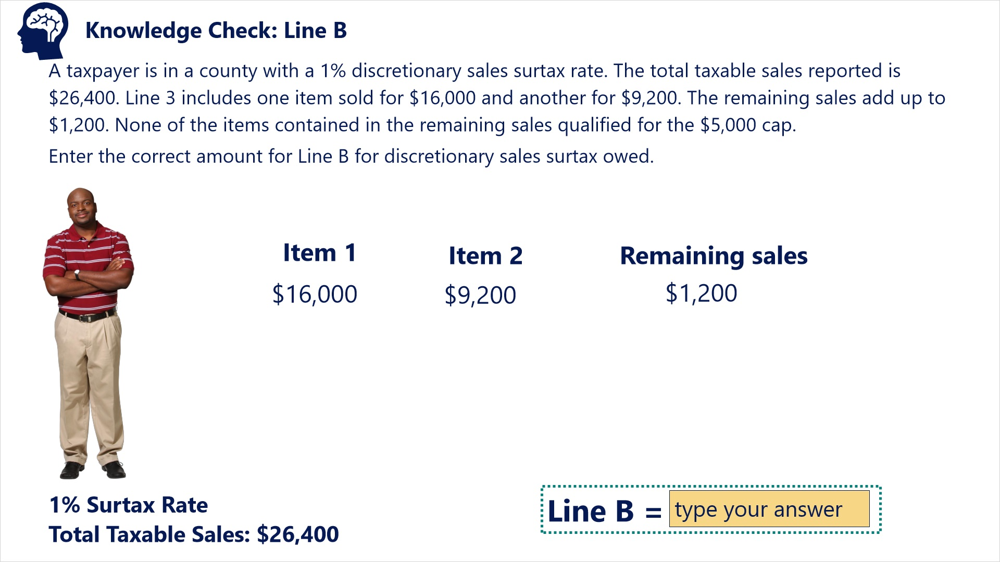 Knowledge Check: Line B
A taxpayer is in a county with a 1% discretionary sales surtax rate. The total taxable sales reported is
$26,400. Line 3 includes one item sold for $16,000 and another for $9,200. The remaining sales add up to
$1,200. None of the items contained in the remaining sales qualified for the $5,000 cap.
Enter the correct amount for Line B for discretionary sales surtax owed.
Item 1
Item 2
Remaining sales
$16,000
$9,200
$1,200
1% Surtax Rate
Total Taxable Sales: $26,400
Line B = type your answer